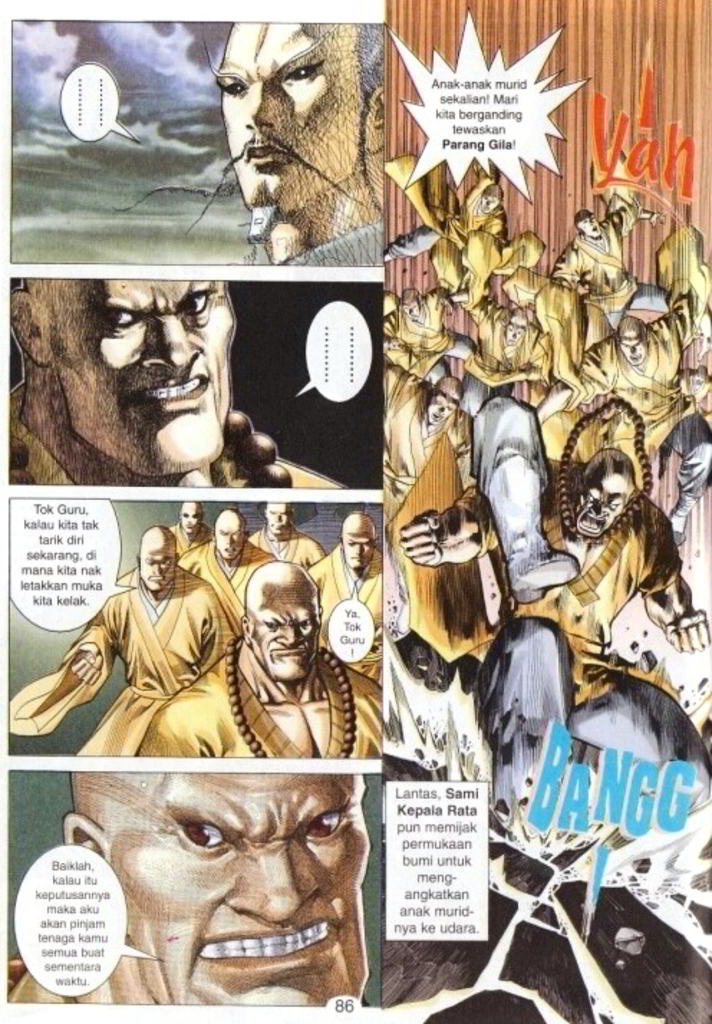 Tok Guru,
kalau kita tak
tarik diri
sekarang, di
mana kita nak
letakkan muka
kita kelak.
Ya,
Tok
Guru
!
Baiklah,
kalau itu
keputusannya
maka aku
akan pinjam
tenaga kamu
semua buat
sementara
waktu.
Anak-anak murid
sekalian! Mari
kita berganding
tewaskan
Parang Gila!
Yah!
BANGG!
Lantas, Sami
Kepala Rata
pun memijak
permukaan
bumi untuk
meng-
angkatkan
anak murid-
nya ke udara.
86